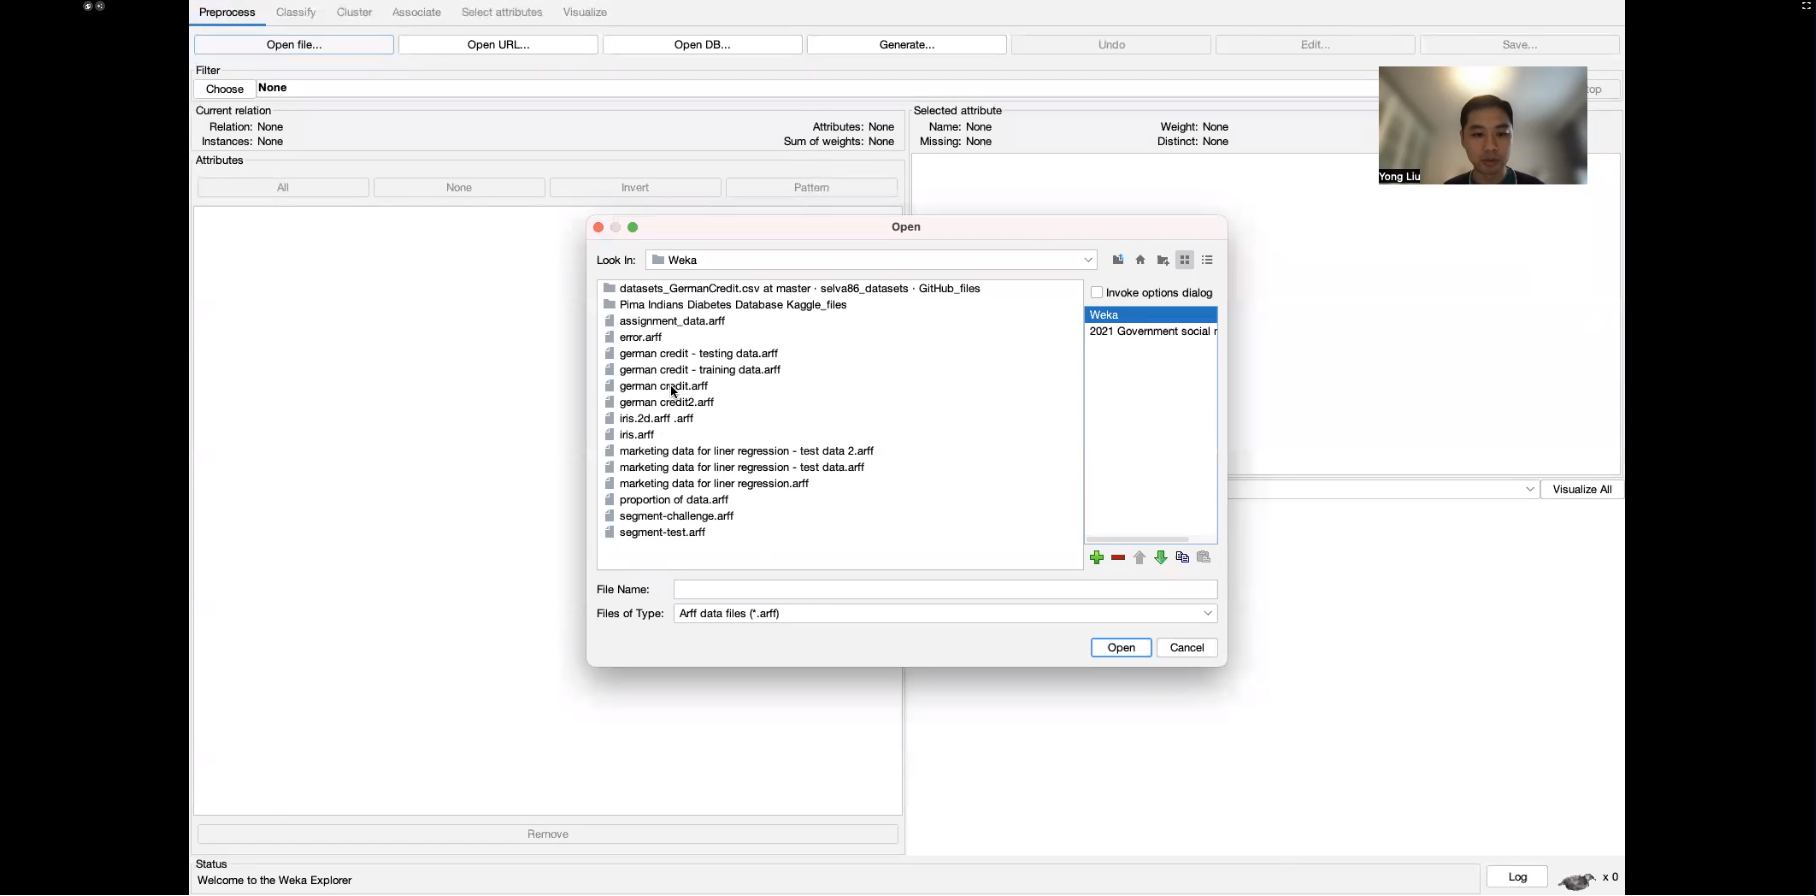 Preprocess Classify Cluster Associate Select attributes Visualize
Open file... Open URL... Open DB... Generate... Undo Edit... Save...
Filter
Choose None
Current relation
Relation: None Attributes: None
Instances: None Sum of weights: None
Selected attribute
Name: None Weight: None
Missing: None Distinct: None
Yong Liu
Attributes
All None Invert Pattern
Open
Look In: Weka
datasets_GermanCredit.csv at master · selva86_datasets · GitHub_files
Pima Indians Diabetes Database Kaggle_files
assignment_data.arff
error.arff
german credit - testing data.arff
german credit - training data.arff
german credit.arff
german credit2.arff
iris.2d.arff .arff
iris.arff
marketing data for liner regression - test data 2.arff
marketing data for liner regression - test data.arff
marketing data for liner regression.arff
proportion of data.arff
segment-challenge.arff
segment-test.arff
Invoke options dialog
Weka
2021 Government social
File Name:
Files of Type: Arff data files (*.arff)
Open Cancel
Visualize All
Remove
Status
Welcome to the Weka Explorer
Log x 0